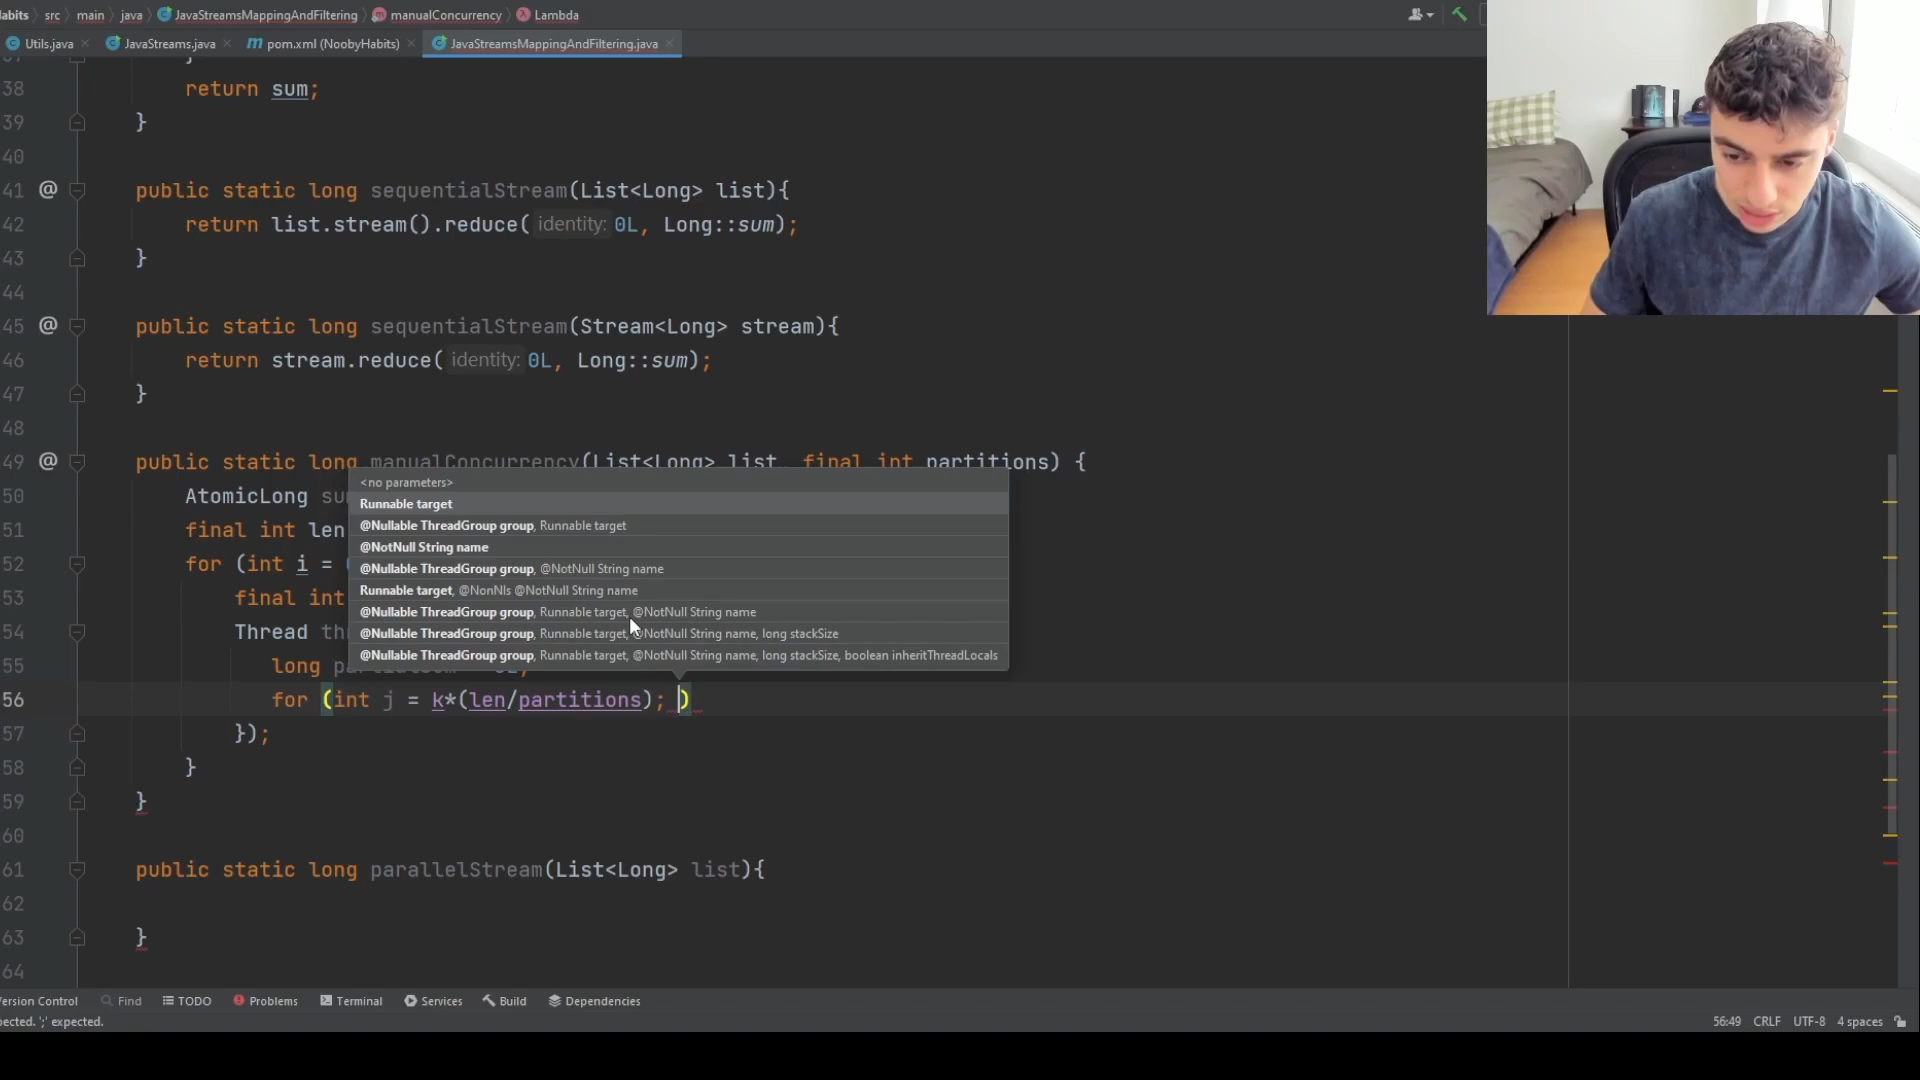 abits src main java JavaStreamsMappingAndFiltering manualConcurrency Lambda
Utils.java JavaStreams.java pom.xml (NoobyHabits) JavaStreamsMappingAndFiltering.java
38 return sum;
39 }
40
41 @ public static long sequentialStream(List<Long> list){
42 return list.stream().reduce( identity: 0L, Long::sum);
43 }
44
45 @ public static long sequentialStream(Stream<Long> stream){
46 return stream.reduce( identity: 0L, Long::sum);
47 }
48
49 @ public static long manualConcurrency(List<Long> list, final int partitions) {
<no parameters>
50 AtomicLong su
Runnable target
@Nullable ThreadGroup group, Runnable target
51 final int len
@NotNull String name
52 for (int i =
@Nullable ThreadGroup group, @NotNull String name
53 final int
Runnable target, @NonNls @NotNull String name
@Nullable ThreadGroup group, Runnable target, @NotNull String name
54 Thread th
@Nullable ThreadGroup group, Runnable target, @NotNull String name, long stackSize
@Nullable ThreadGroup group, Runnable target, @NotNull String name, long stackSize, boolean inheritThreadLocals
55 long
56 for (int j = k*(len/partitions); )
57 });
58 }
59 }
60
61 public static long parallelStream(List<Long> list){
62
63 }
64
ersion Control Find TODO Problems Terminal Services Build Dependencies
pected. ';' expected. 56:49 CRLF UTF-8 4 spaces